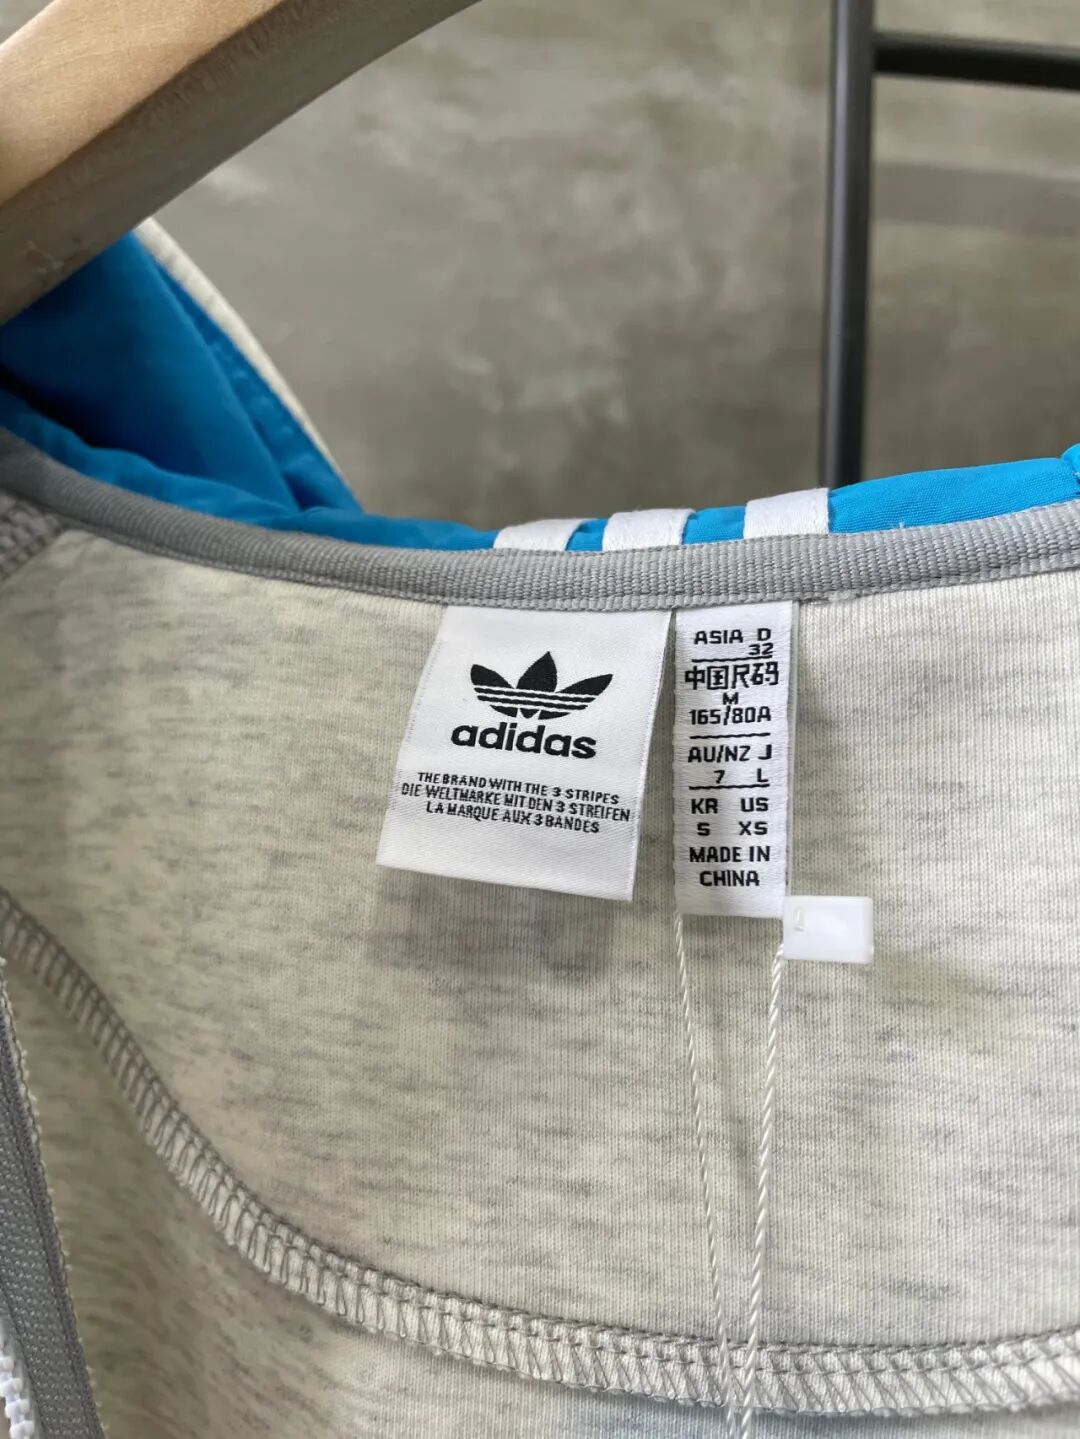 adidas
THE BRAND WITH THE 3 STRIPES
DIE WELTMARKE MIT DEN 3 STREIFEN
LA MARQUE AUX 3 BANDES
ASIA D
32
中国尺码
M
165/80A
AU/NZ J
7 L
KR US
S XS
MADE IN
CHINA